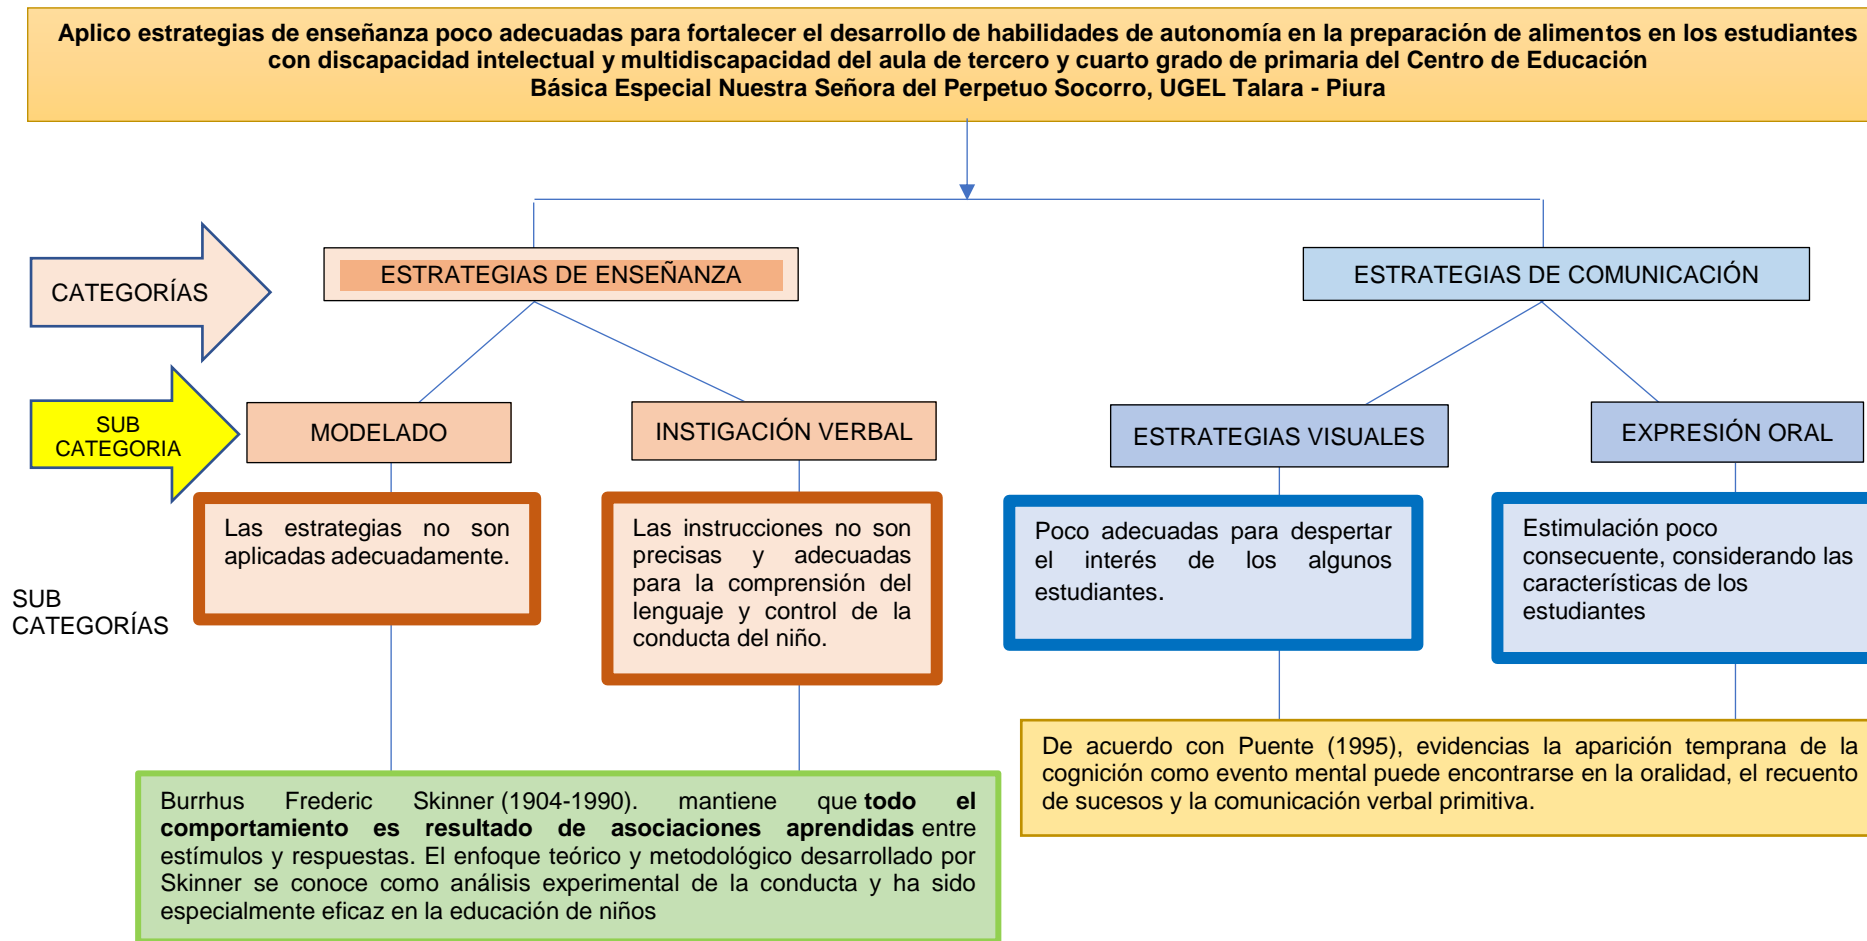 Aplico estrategias de enseñanza poco adecuadas para fortalecer el desarrollo de habilidades de autonomía en la preparación de alimentos en los estudiantes
con discapacidad intelectual y multidiscapacidad del aula de tercero y cuarto grado de primaria del Centro de Educación
Básica Especial Nuestra Señora del Perpetuo Socorro, UGEL Talara - Piura
CATEGORÍAS
ESTRATEGIAS DE ENSEÑANZA
ESTRATEGIAS DE COMUNICACIÓN
SUB
CATEGORIA
MODELADO
INSTIGACIÓN VERBAL
ESTRATEGIAS VISUALES
EXPRESIÓN ORAL
SUB
CATEGORÍAS
Las estrategias no son
aplicadas adecuadamente.
Las instrucciones no son
precisas y adecuadas
para la comprensión del
lenguaje y control de la
conducta del niño.
Poco adecuadas para despertar
el interés de los algunos
estudiantes.
Estimulación poco
consecuente, considerando las
características de los
estudiantes
Burrhus Frederic Skinner (1904-1990). mantiene que todo el
comportamiento es resultado de asociaciones aprendidas entre
estímulos y respuestas. El enfoque teórico y metodológico desarrollado por
Skinner se conoce como análisis experimental de la conducta y ha sido
especialmente eficaz en la educación de niños
De acuerdo con Puente (1995), evidencias la aparición temprana de la
cognición como evento mental puede encontrarse en la oralidad, el recuento
de sucesos y la comunicación verbal primitiva.